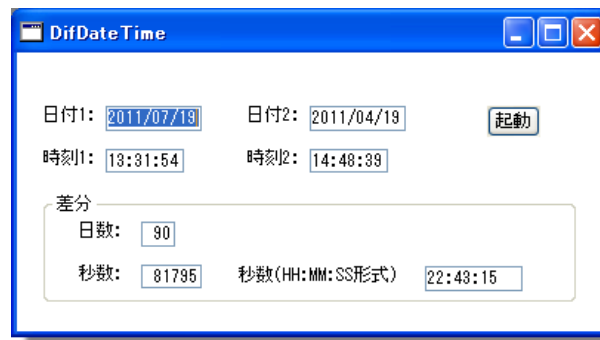 DifDateTime
日付1: 2011/07/19 日付2: 2011/04/19 起動
時刻1: 13:31:54 時刻2: 14:48:39
差分
日数: 90
秒数: 81795 秒数(HH:MM:SS形式) 22:43:15